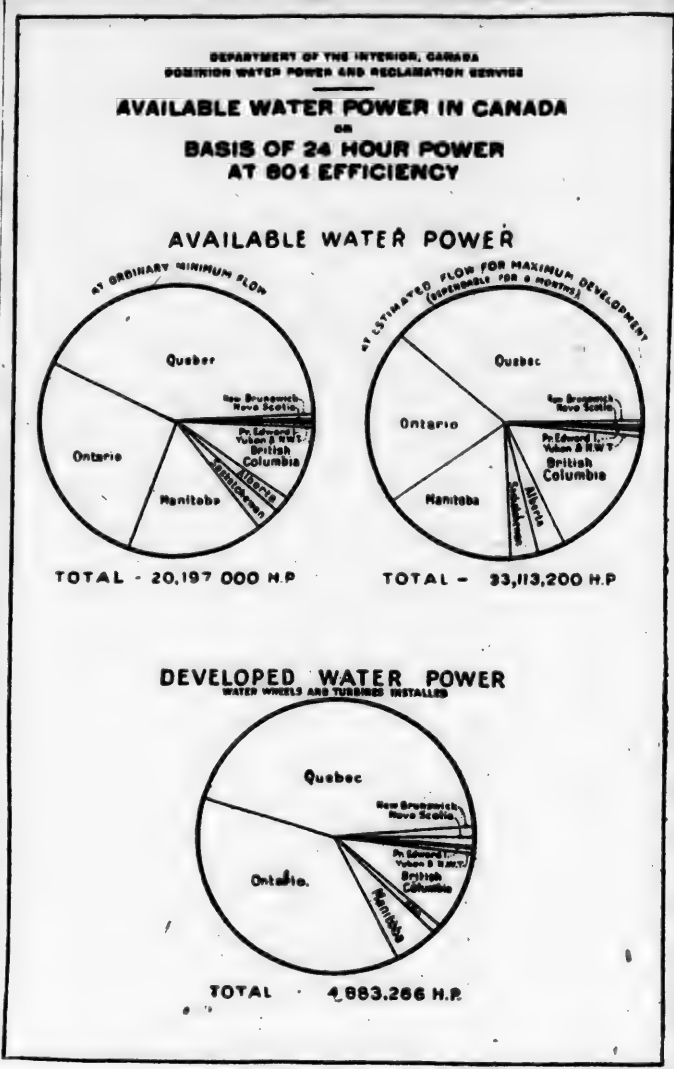 DEPARTMENT OF THE INTERIOR, CANADA
DOMINION WATER POWER AND RECLAMATION SERVICE
AVAILABLE WATER POWER IN CANADA
ON
BASIS OF 24 HOUR POWER
AT 80% EFFICIENCY
AVAILABLE WATER POWER
AT ORDINARY MINIMUM FLOW
Quebec
New Brunswick
Nova Scotia
Pr. Edward I.
Yukon & N.W.T.
British
Columbia
Alberta
Saskatchewan
Manitoba
Ontario
TOTAL - 20,197 000 H.P
AT ESTIMATED FLOW FOR MAXIMUM DEVELOPMENT
(DEPENDABLE FOR 6 MONTHS)
Quebec
New Brunswick
Nova Scotia
Pr. Edward I.
Yukon & N.W.T
British
Columbia
Alberta
Saskatchewan
Manitoba
Ontario
TOTAL - 33,113,200 H.P
DEVELOPED WATER POWER
WATER WHEELS AND TURBINES INSTALLED
Quebec
New Brunswick
Nova Scotia
Pr. Edward I.
Yukon & N.W.T.
British
Columbia
Manitoba
Ontario.
TOTAL - 4,883,266 H.P.